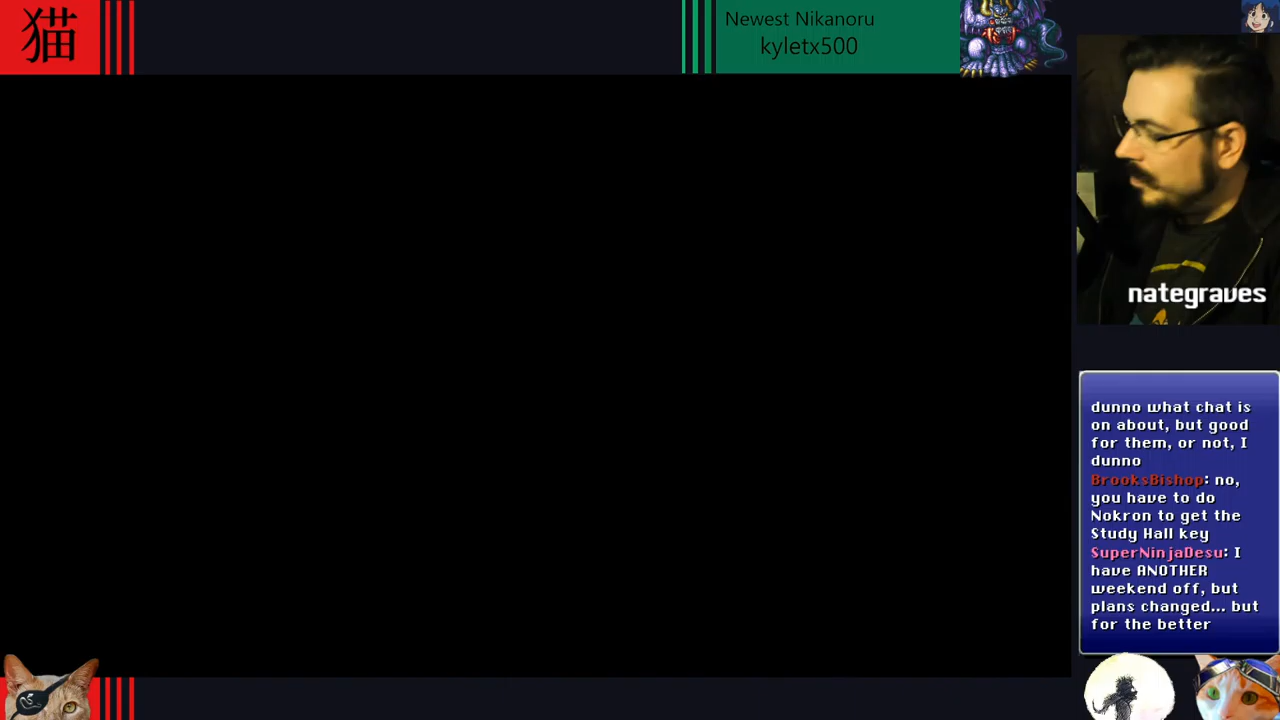 猫
Newest Nikanoru
kyletx500
nategraves
dunno what chat is
on about, but good
for them, or not, I
dunno
BrooksBishop: no,
you have to do
Nokron to get the
Study Hall key
SuperNinjaDesu: I
have ANOTHER
weekend off, but
plans changed... but
for the better